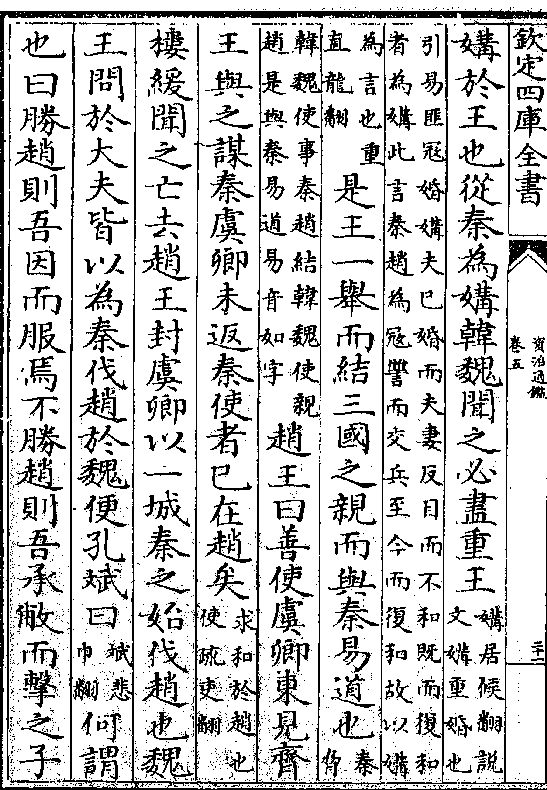 欽定四庫全書
資治通鑑
卷五
媾於王也從秦為媾韓魏聞之必盡重王
媾居候翻說
文媾重婚也
引易匪冦婚媾夫已婚而夫妻反目而不和既而復和
者為媾此言秦趙為冦讐而交兵至今而復和故以媾
為言也重
直龍翻
是王一舉而結三國之親而與秦易道也
秦
俾
韓魏使事秦趙結韓魏使親
趙是與秦易道易音如字
趙王曰善使虞卿東見齊
王與之謀秦虞卿未返秦使者已在趙矣
求和於趙也
使疏吏翻
樓緩聞之亡去趙王封虞卿以一城秦之始伐趙也魏
王問於大夫皆以為秦伐趙於魏便孔斌曰
斌悲
巾翻
何謂
也曰勝趙則吾因而服焉不勝趙則吾承敝而擊之子